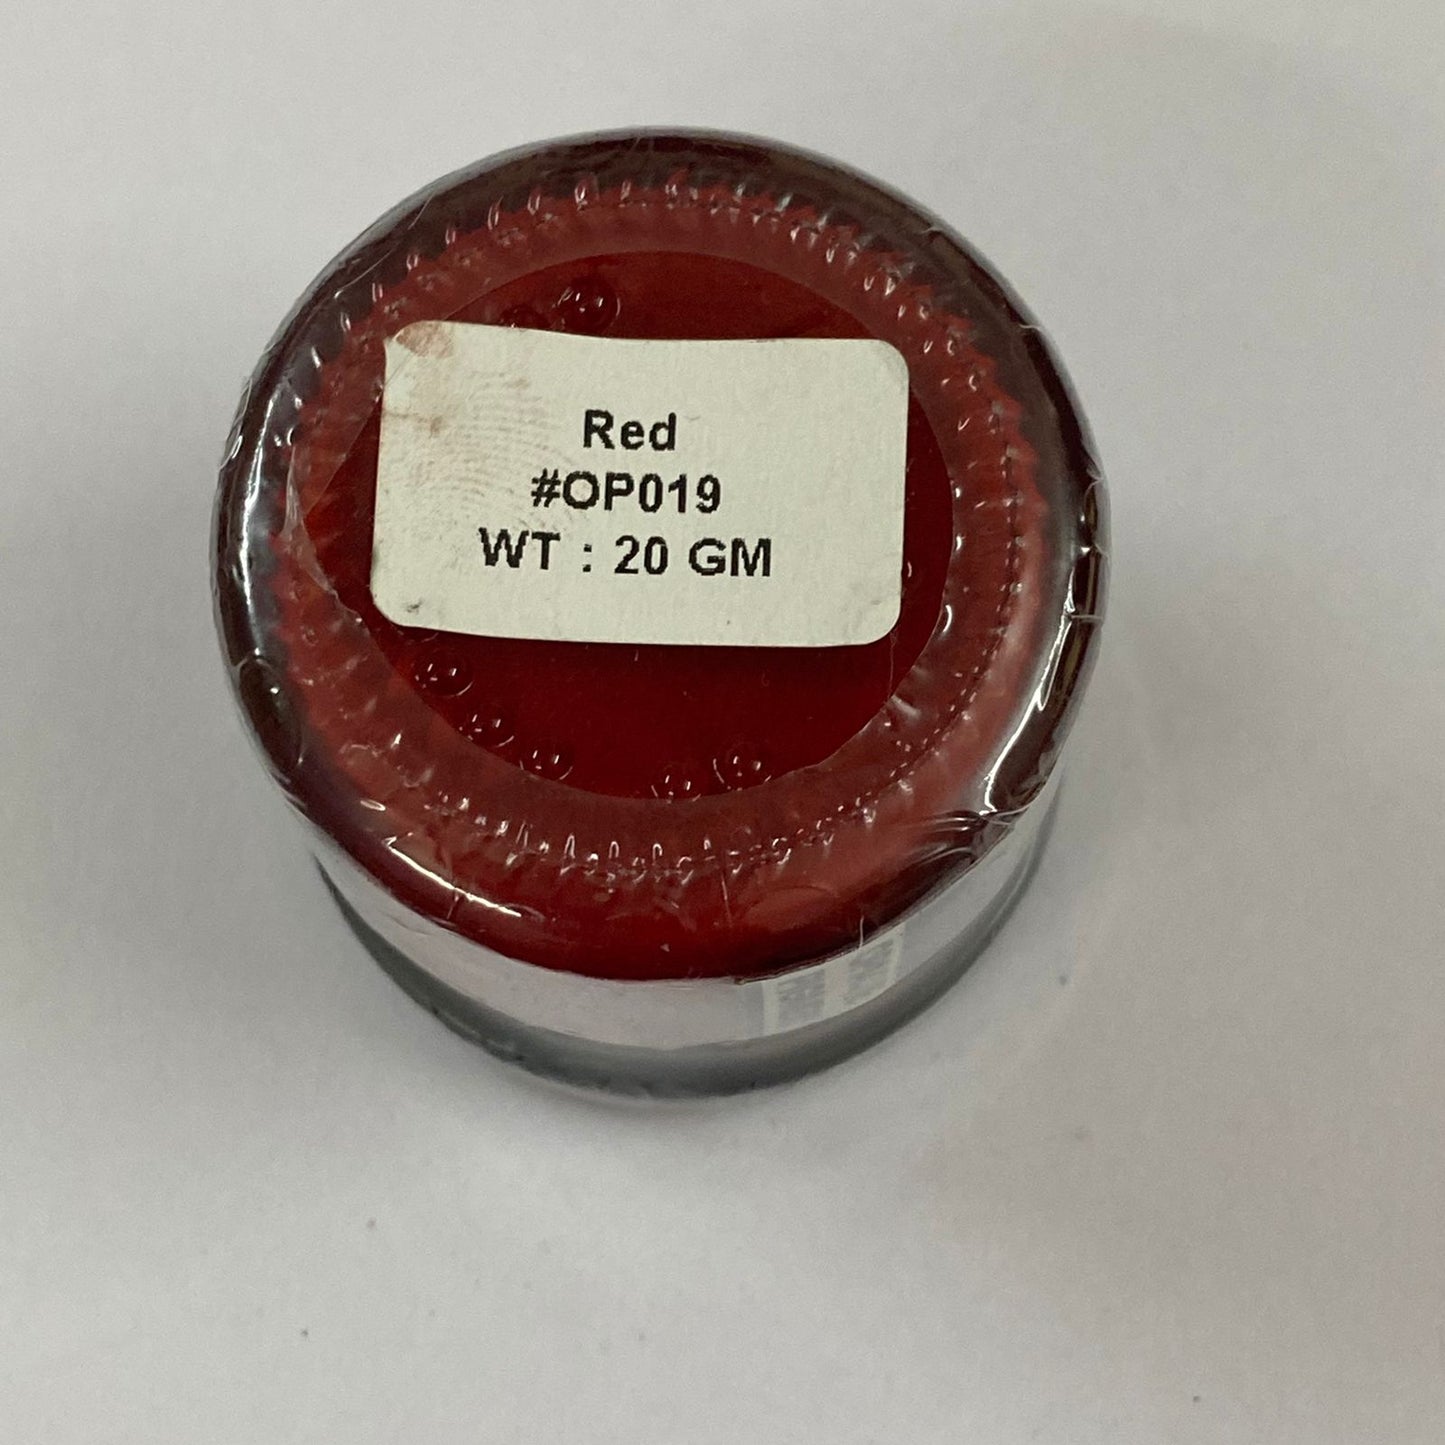 Red
#OP019
WT : 20 GM